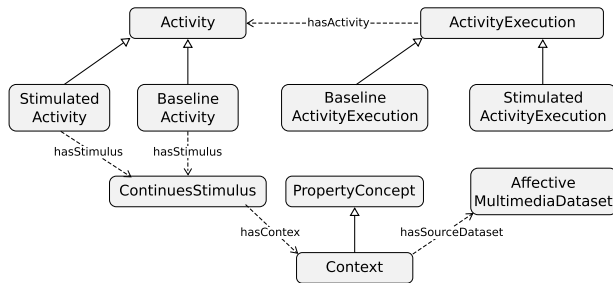 Activity
hasActivity
ActivityExecution
Stimulated
Activity
Baseline
Activity
Baseline
ActivityExecution
Stimulated
ActivityExecution
hasStimulus
hasStimulus
ContinuesStimulus
PropertyConcept
Affective
MultimediaDataset
hasContex
hasSourceDataset
Context